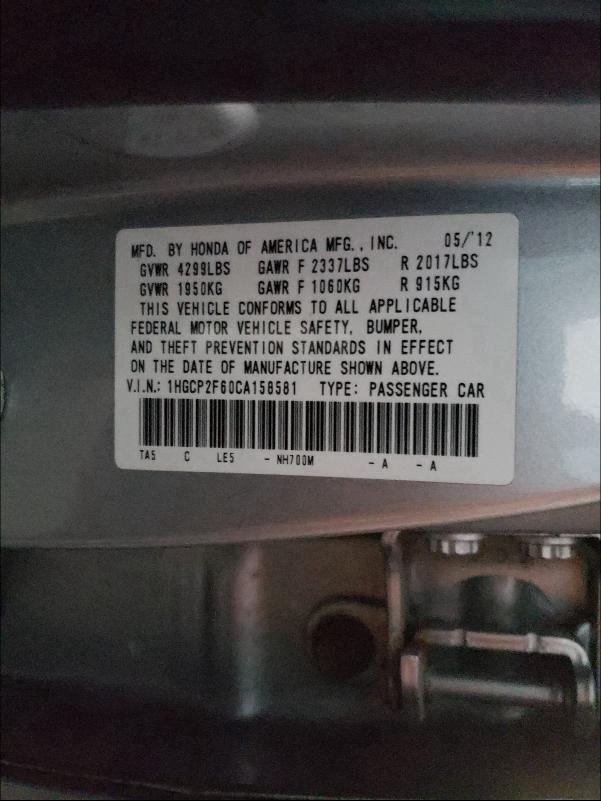 MFD. BY HONDA OF AMERICA MFG., INC. 05/'12
GVWR 4299LBS GAWR F 2337LBS R 2017LBS
GVWR 1950KG GAWR F 1060KG R 915KG
THIS VEHICLE CONFORMS TO ALL APPLICABLE
FEDERAL MOTOR VEHICLE SAFETY, BUMPER,
AND THEFT PREVENTION STANDARDS IN EFFECT
ON THE DATE OF MANUFACTURE SHOWN ABOVE.
V.I.N.: 1HGCP2F60CA158581 TYPE: PASSENGER CAR
TA5 C LE5 - NH700M - A - A